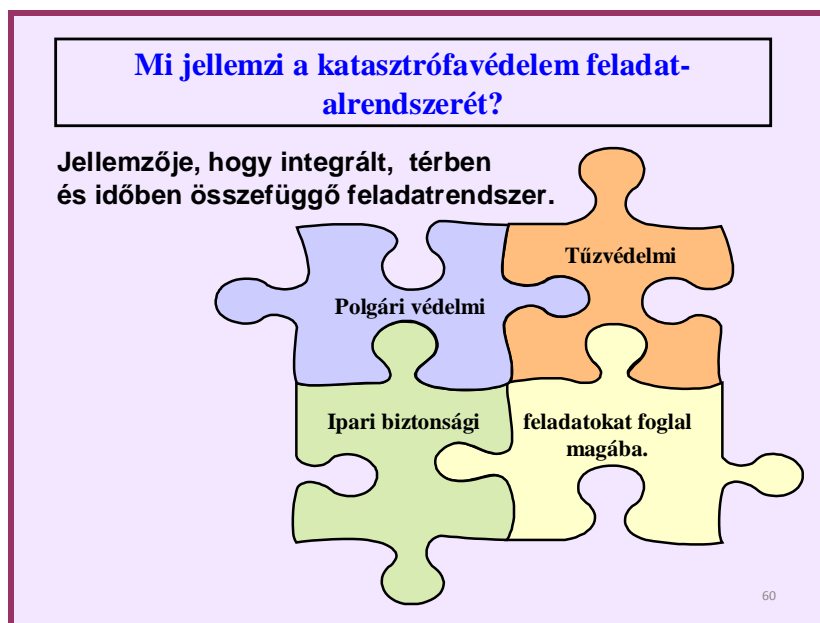 Mi jellemzi a katasztrófavédelem feladat-
alrendszerét?
Jellemzője, hogy integrált, térben
és időben összefüggő feladatrendszer.
Tűzvédelmi
Polgári védelmi
Ipari biztonsági
feladatokat foglal
magába.
60